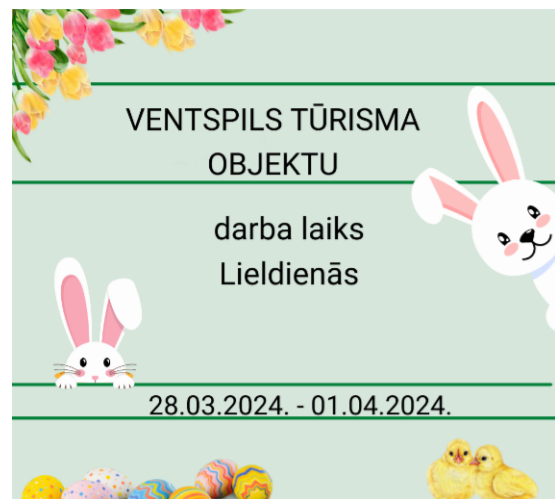 VENTSPILS TŪRISMA
OBJEKTU
darba laiks
Lieldienās
28.03.2024. - 01.04.2024.